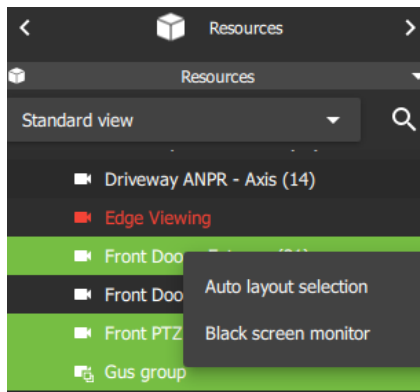 Resources
Resources
Standard view
Driveway ANPR - Axis (14)
Edge Viewing
Front Doo
Auto layout selection
Front Doo
Black screen monitor
Front PTZ
Gus group